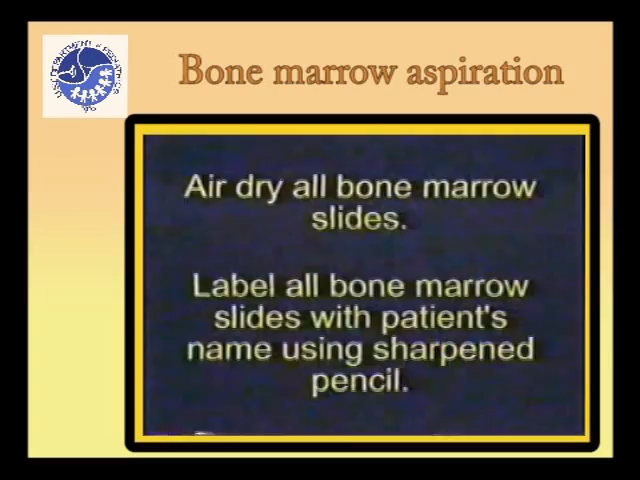 Bone marrow aspiration
Air dry all bone marrow
slides.
Label all bone marrow
slides with patient's
name using sharpened
pencil.